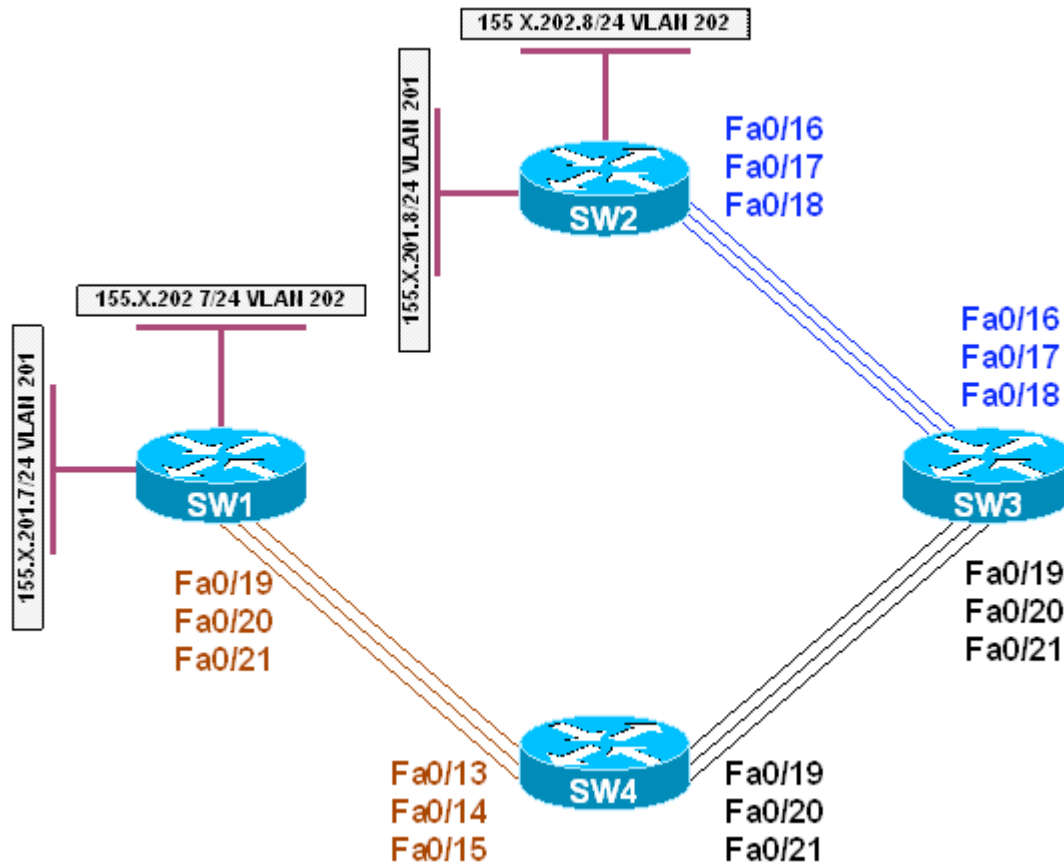 155 X.202.8/24 VLAN 202
155.X.201.8/24 VLAN 201
Fa0/16
Fa0/17
Fa0/18
SW2
155.X.202 7/24 VLAN 202
155.X.201.7/24 VLAN 201
Fa0/16
Fa0/17
Fa0/18
SW1
SW3
Fa0/19
Fa0/20
Fa0/21
Fa0/19
Fa0/20
Fa0/21
SW4
Fa0/13
Fa0/14
Fa0/15
Fa0/19
Fa0/20
Fa0/21